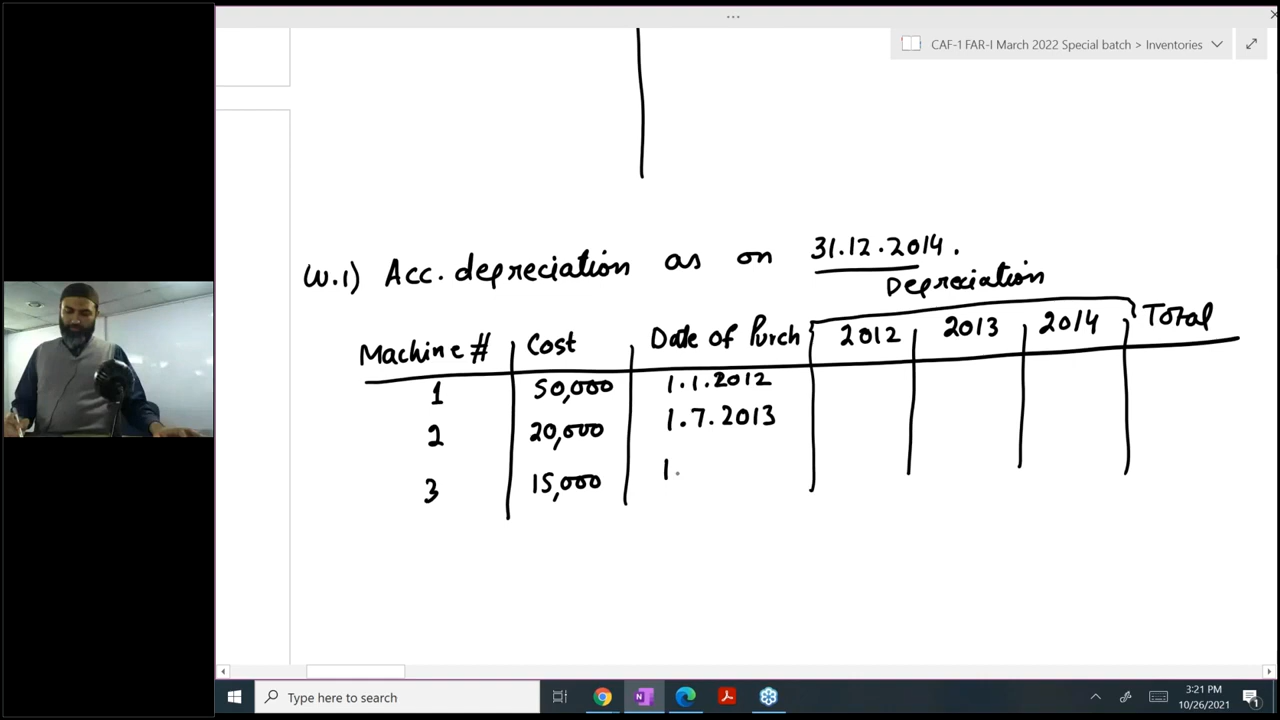 CAF-1 FAR-I March 2022 Special batch > Inventories
W.1) Acc. depreciation as on 31.12.2014.
Depreciation
Machine # Cost Date of Purch 2012 2013 2014 Total
1 50,000 1.1.2012
2 20,000 1.7.2013
3 15,000 1.
Type here to search
3:21 PM
10/26/2021
1